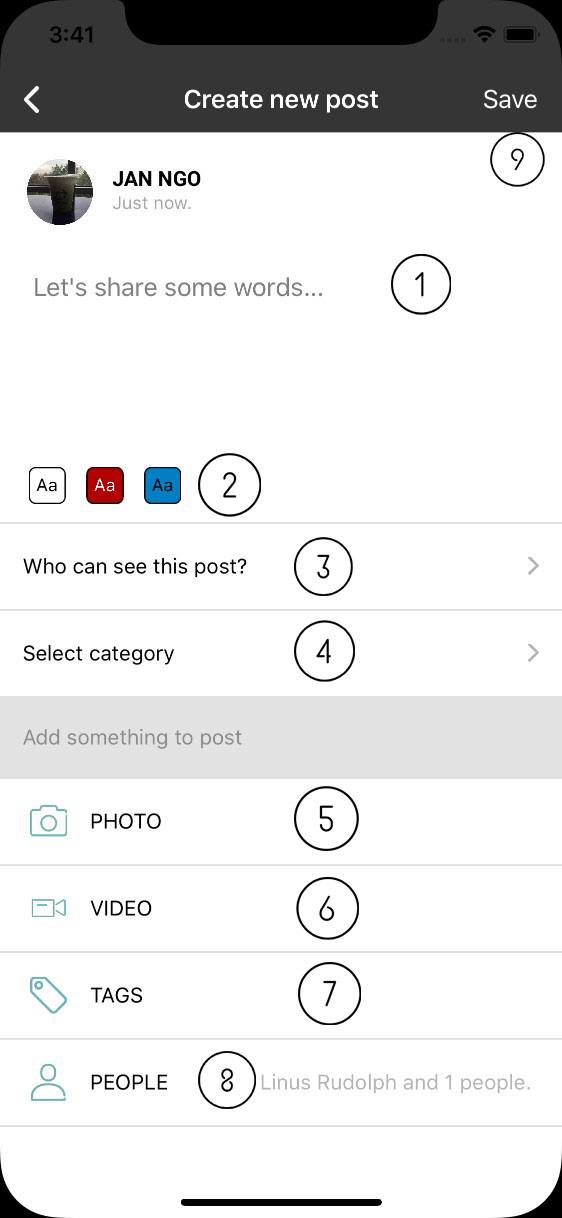 3:41
Create new post
Save
9
JAN NGO
Just now.
Let's share some words...
1
Aa
Aa
Aa
2
Who can see this post?
3
Select category
4
Add something to post
PHOTO
5
VIDEO
6
TAGS
7
PEOPLE
8
Linus Rudolph and 1 people.